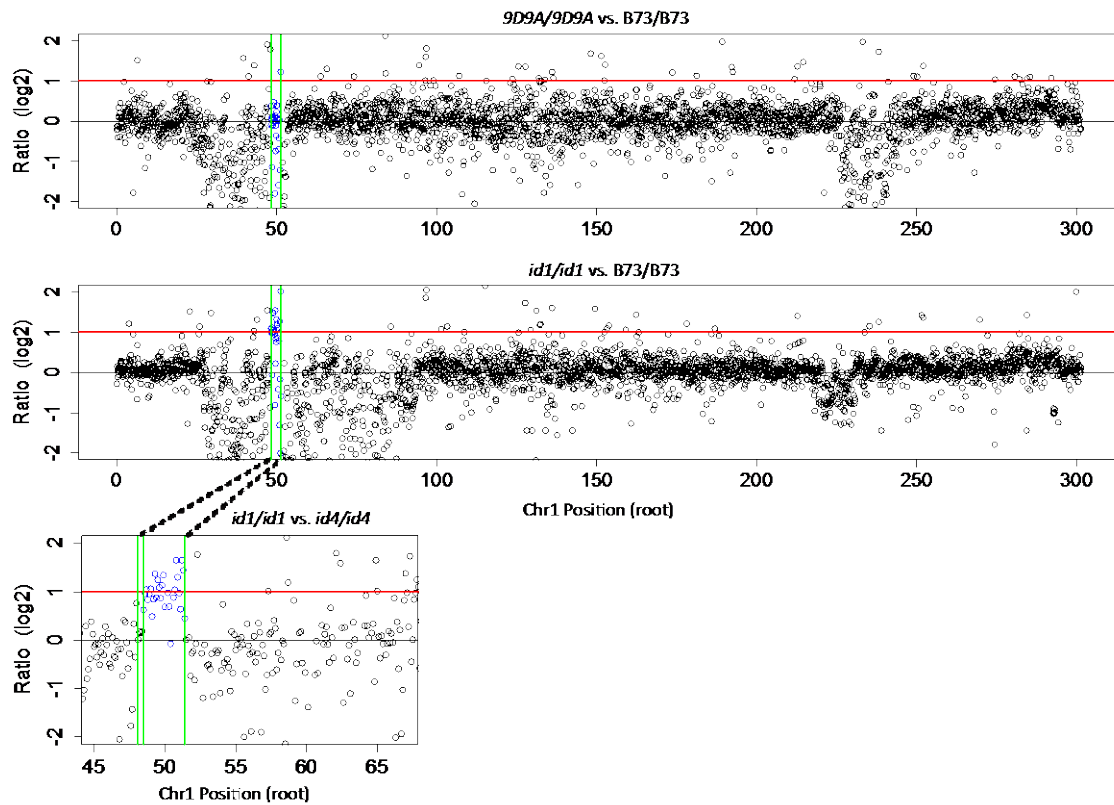 9D9A/9D9A vs. B73/B73
Ratio (log2)
2
1
0
-1
-2
0 50 100 150 200 250 300
id1/id1 vs. B73/B73
Ratio (log2)
2
1
0
-1
-2
0 50 100 150 200 250 300
Chr1 Position (root)
id1/id1 vs. id4/id4
Ratio (log2)
2
1
0
-1
-2
45 50 55 60 65
Chr1 Position (root)